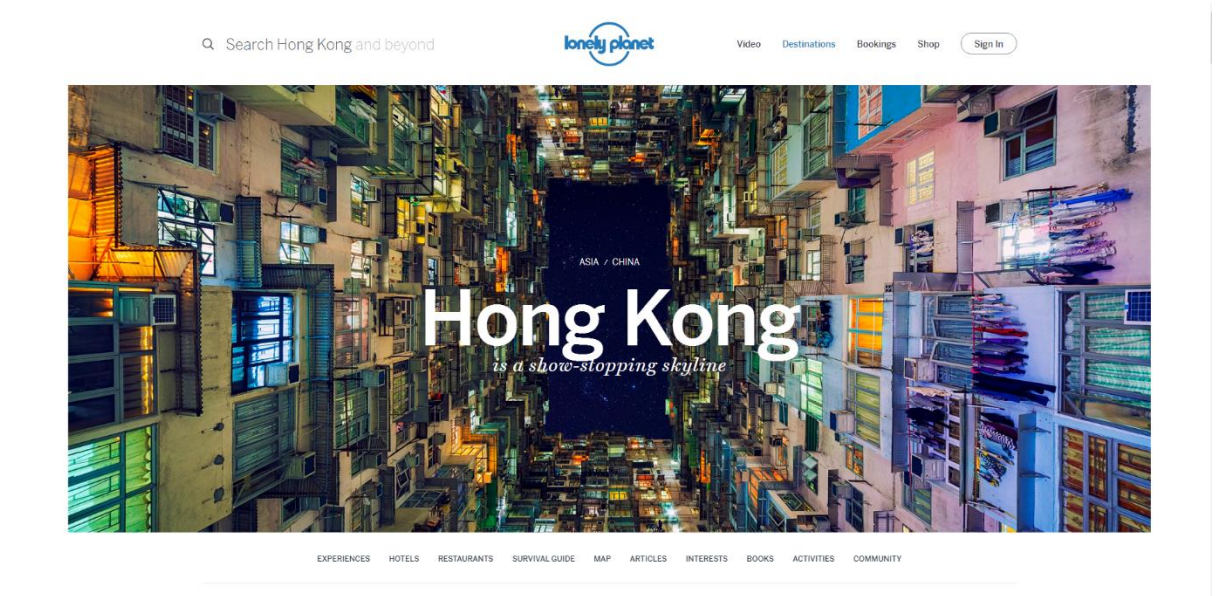 Search Hong Kong and beyond
lonely planet
Video Destinations Bookings Shop Sign In
ASIA / CHINA
Hong Kong
is a show-stopping skyline
EXPERIENCES HOTELS RESTAURANTS SURVIVAL GUIDE MAP ARTICLES INTERESTS BOOKS ACTIVITIES COMMUNITY